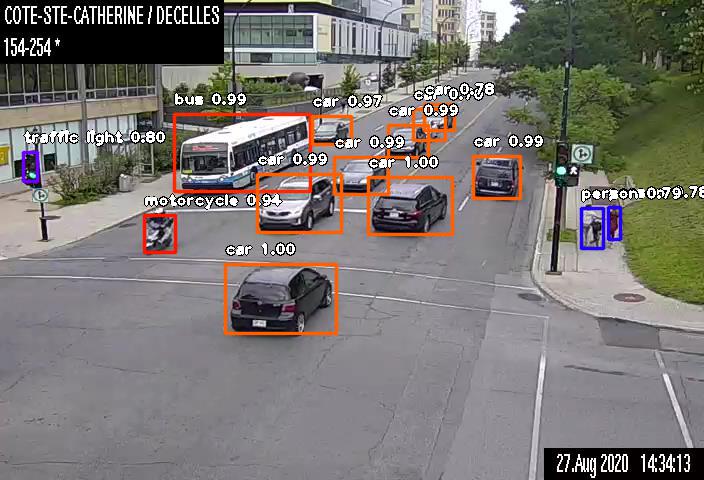 COTE-STE-CATHERINE / DECELLES
154-254 *
car 0.78
bus 0.99
car 0.97
car 0.99
car 0.99
car 0.99
traffic light 0.80
car 0.99
car 1.00
motorcycle 0.94
person 0.79
0.78
car 1.00
27.Aug 2020 14:34:13